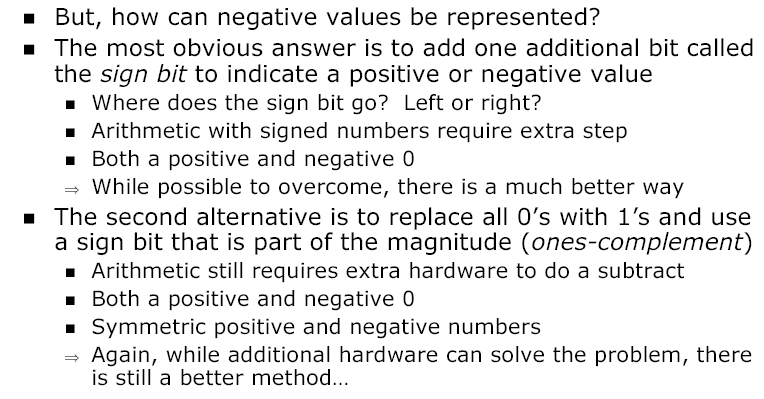 ■ But, how can negative values be represented?
■ The most obvious answer is to add one additional bit called
the sign bit to indicate a positive or negative value
■ Where does the sign bit go? Left or right?
■ Arithmetic with signed numbers require extra step
■ Both a positive and negative 0
⇒ While possible to overcome, there is a much better way
■ The second alternative is to replace all 0’s with 1’s and use
a sign bit that is part of the magnitude (ones-complement)
■ Arithmetic still requires extra hardware to do a subtract
■ Both a positive and negative 0
■ Symmetric positive and negative numbers
⇒ Again, while additional hardware can solve the problem, there
is still a better method…